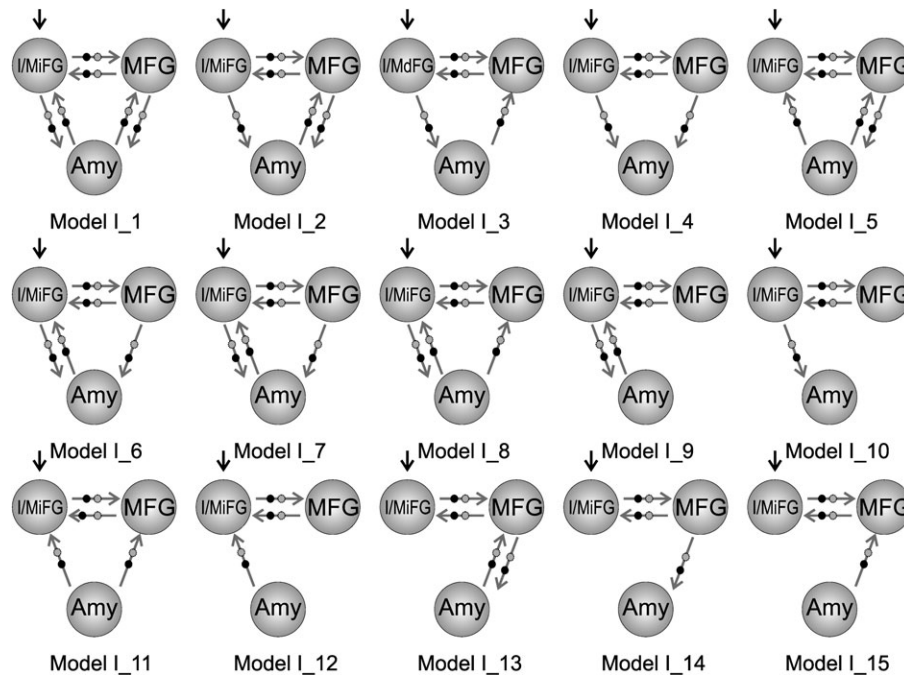 I/MiFG MFG I/MiFG MFG I/MdFG MFG I/MiFG MFG I/MiFG MFG
Amy Amy Amy Amy Amy
Model I_1 Model I_2 Model I_3 Model I_4 Model I_5
I/MiFG MFG I/MiFG MFG I/MiFG MFG I/MiFG MFG I/MiFG MFG
Amy Amy Amy Amy Amy
Model I_6 Model I_7 Model I_8 Model I_9 Model I_10
I/MiFG MFG I/MiFG MFG I/MiFG MFG I/MiFG MFG I/MiFG MFG
Amy Amy Amy Amy Amy
Model I_11 Model I_12 Model I_13 Model I_14 Model I_15